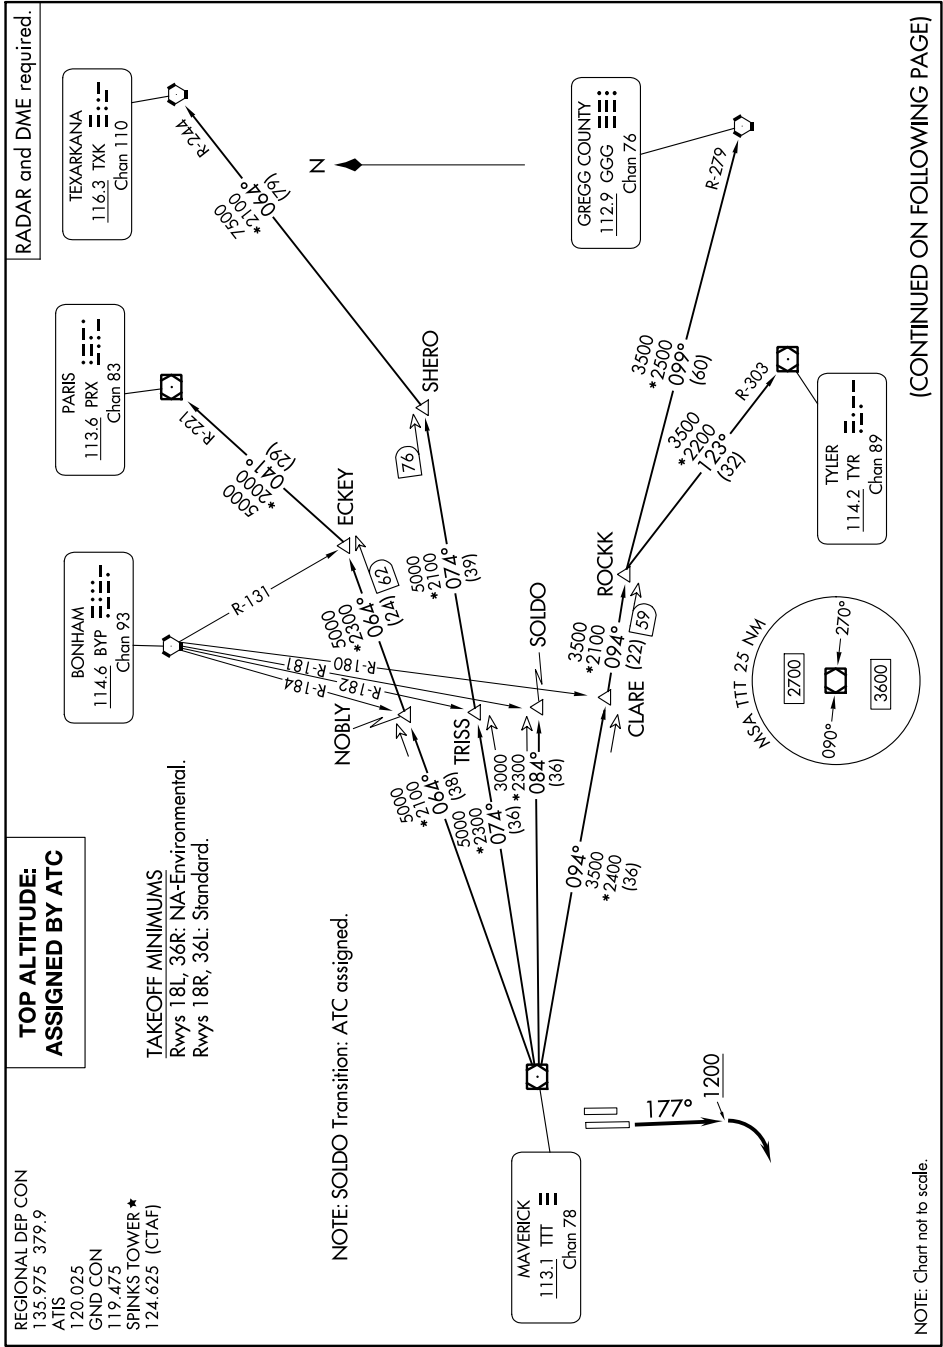 RADAR and DME required.
TOP ALTITUDE:
ASSIGNED BY ATC
REGIONAL DEP CON
135.975 379.9
ATIS
120.025
GND CON
119.475
SPINKS TOWER ★
124.625 (CTAF)
TAKEOFF MINIMUMS
Rwys 18L, 36R: NA-Environmental.
Rwys 18R, 36L: Standard.
NOTE: SOLDO Transition: ATC assigned.
BONHAM
114.6 BYP
Chan 93
PARIS
113.6 PRX
Chan 83
TEXARKANA
116.3 TXK
Chan 110
N
R-131
R-180
R-181
R-182
R-184
R-221
5000
*2000
041°
(29)
R-244
7500
*2100
064°
(79)
ECKEY
62
5000
*2300
064°
(24)
NOBLY
5000
*2100
064°
(38)
SHERO
76
5000
*2100
074°
(39)
TRISS
5000
*2300
074°
(36)
SOLDO
3000
*2300
084°
(36)
CLARE
094°
3500
*2400
(36)
ROCKK
3500
*2100
094°
(22)
59
3500
*2500
099°
(60)
R-279
3500
*2200
123°
(32)
R-303
GREGG COUNTY
112.9 GGG
Chan 76
TYLER
114.2 TYR
Chan 89
MAVERICK
113.1 TTT
Chan 78
177°
1200
MSA TTT 25 NM
2700
090°
270°
3600
NOTE: Chart not to scale.
(CONTINUED ON FOLLOWING PAGE)